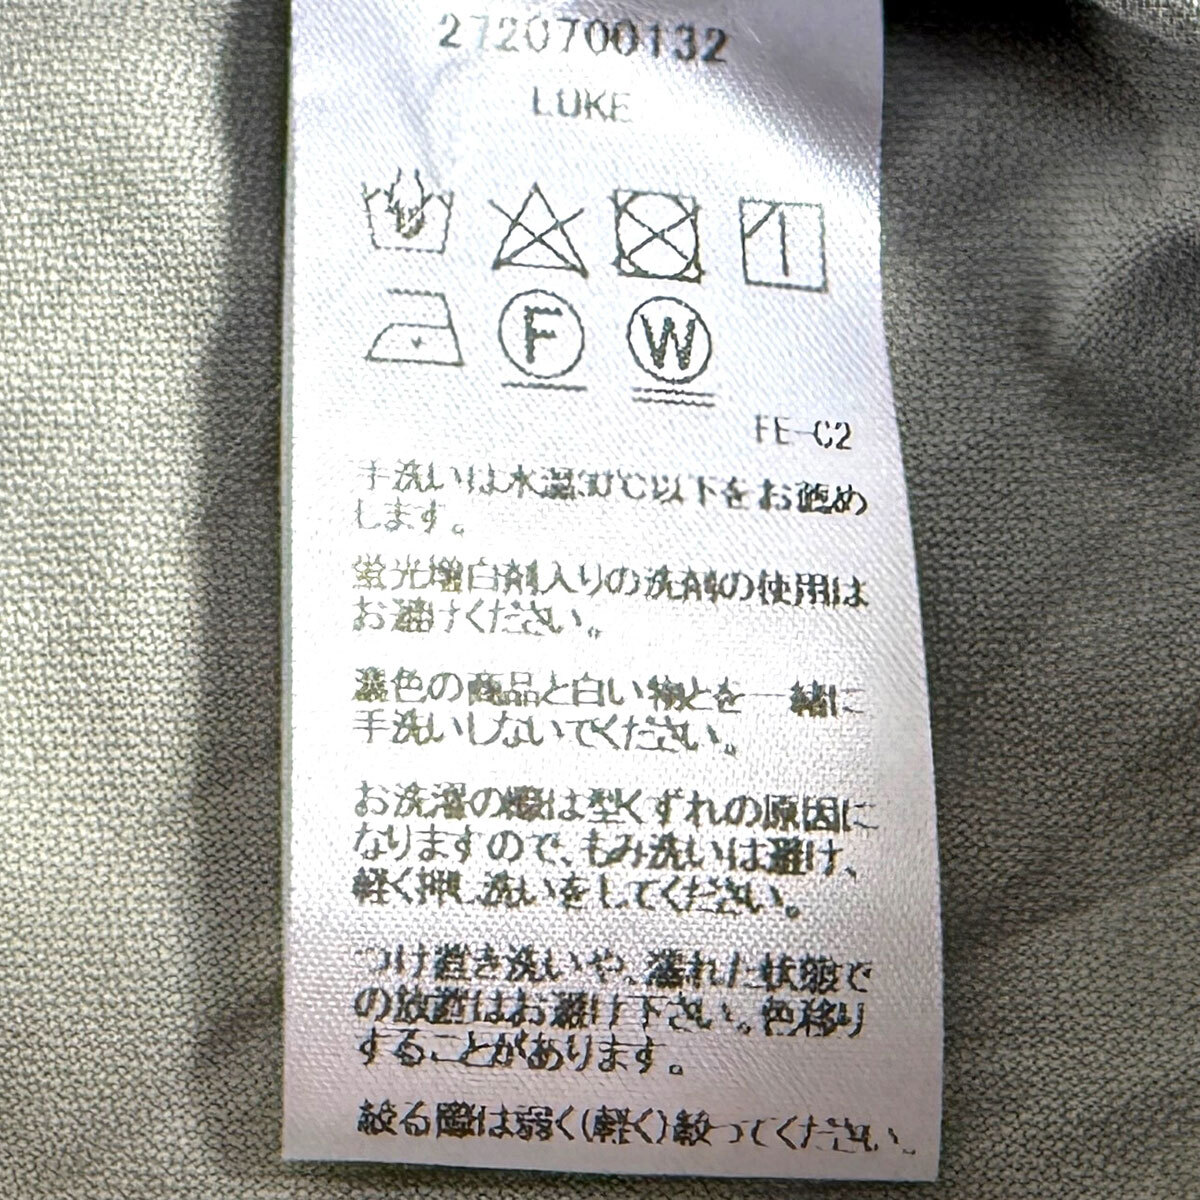 2720700132
LUKE
F
W
FE-C2
手洗いは水温30℃以下をお薦め
します。
蛍光増白剤入りの洗剤の使用は
お避けください。
濃色の商品と白い物とを一緒に
手洗いしないでください。
お洗濯の際は型くずれの原因に
なりますので、もみ洗いは避け、
軽く押し洗いをしてください。
つけ置き洗いや、濡れた状態で
の放置はお避け下さい。色移り
することがあります。
絞る際は弱く(軽く)絞ってください。